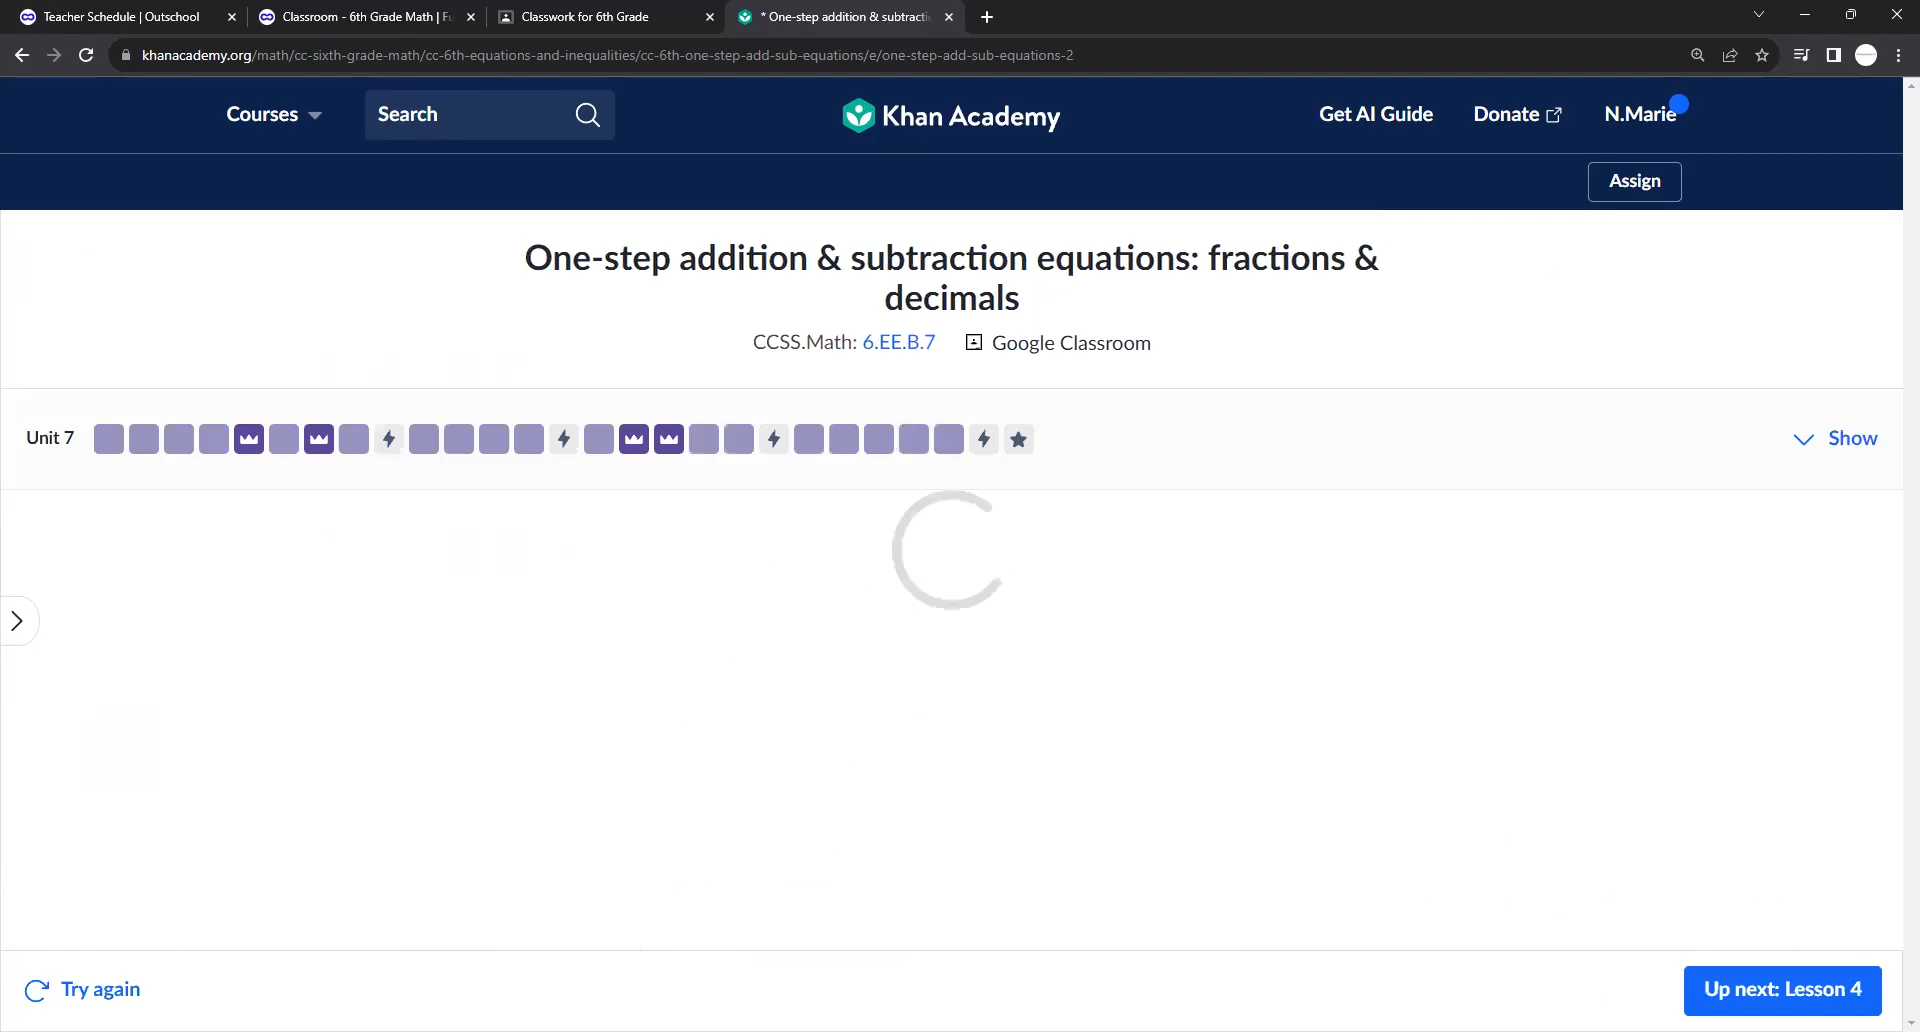 Teacher Schedule | Outschool
Classroom - 6th Grade Math | Fu
Classwork for 6th Grade
* One-step addition & subtracti
khanacademy.org/math/cc-sixth-grade-math/cc-6th-equations-and-inequalities/cc-6th-one-step-add-sub-equations/e/one-step-add-sub-equations-2
Courses
Search
Khan Academy
Get AI Guide
Donate
N.Marie
Assign
One-step addition & subtraction equations: fractions &
decimals
CCSS.Math: 6.EE.B.7
Google Classroom
Unit 7
Show
Try again
Up next: Lesson 4